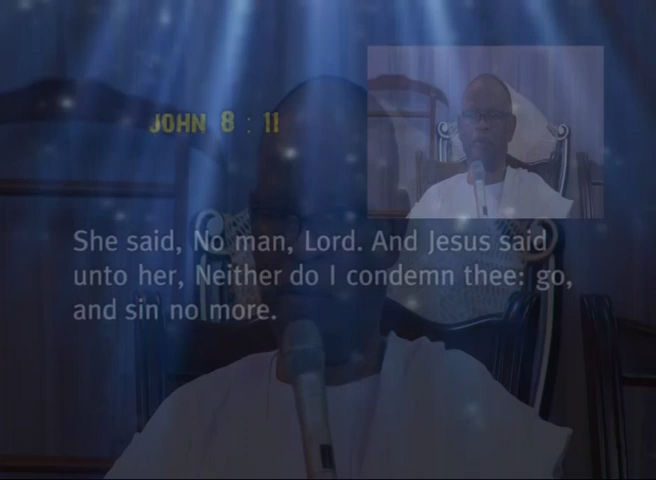 JOHN 8 : 11
She said, No man, Lord. And Jesus said
unto her, Neither do I condemn thee: go,
and sin no more.